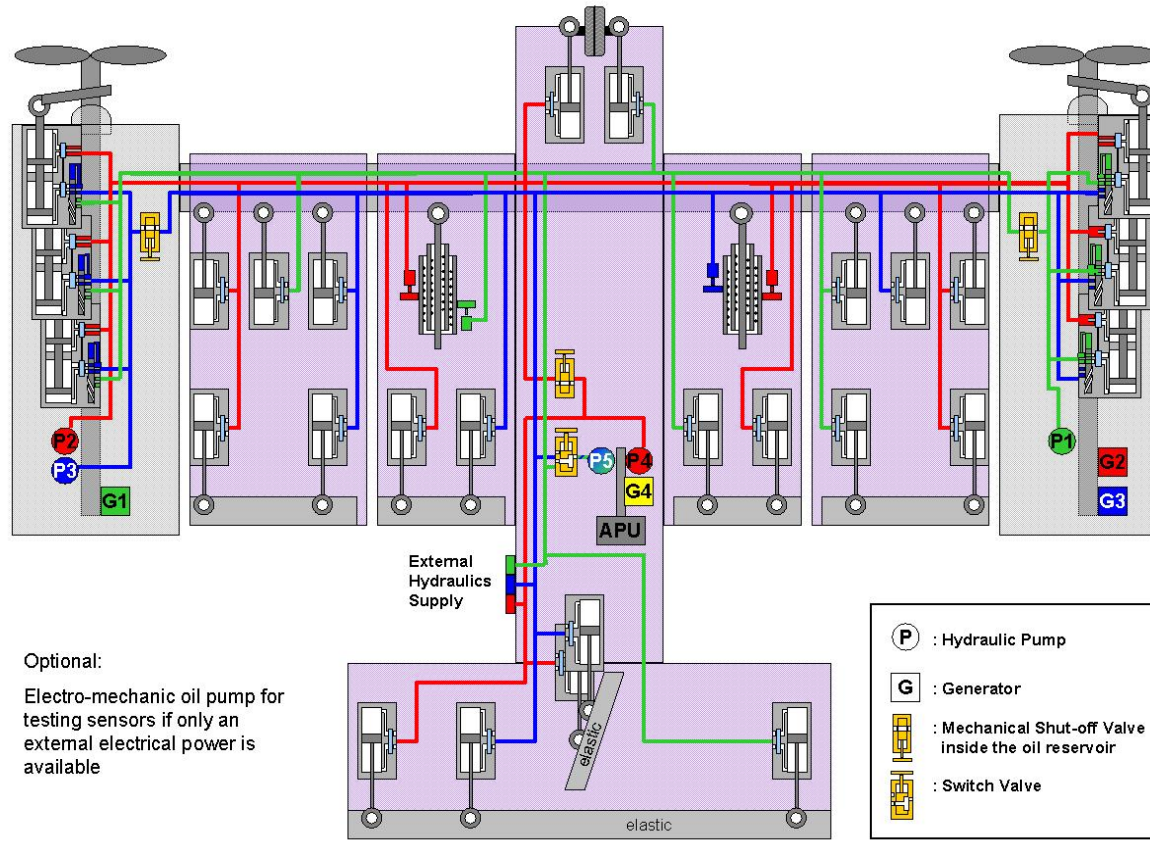 P2
P3
G1
P5
P4
G4
APU
P1
G2
G3
External
Hydraulics
Supply
Optional:
Electro-mechanic oil pump for
testing sensors if only an
external electrical power is
available
elastic
elastic
P : Hydraulic Pump
G : Generator
: Mechanical Shut-off Valve
inside the oil reservoir
: Switch Valve